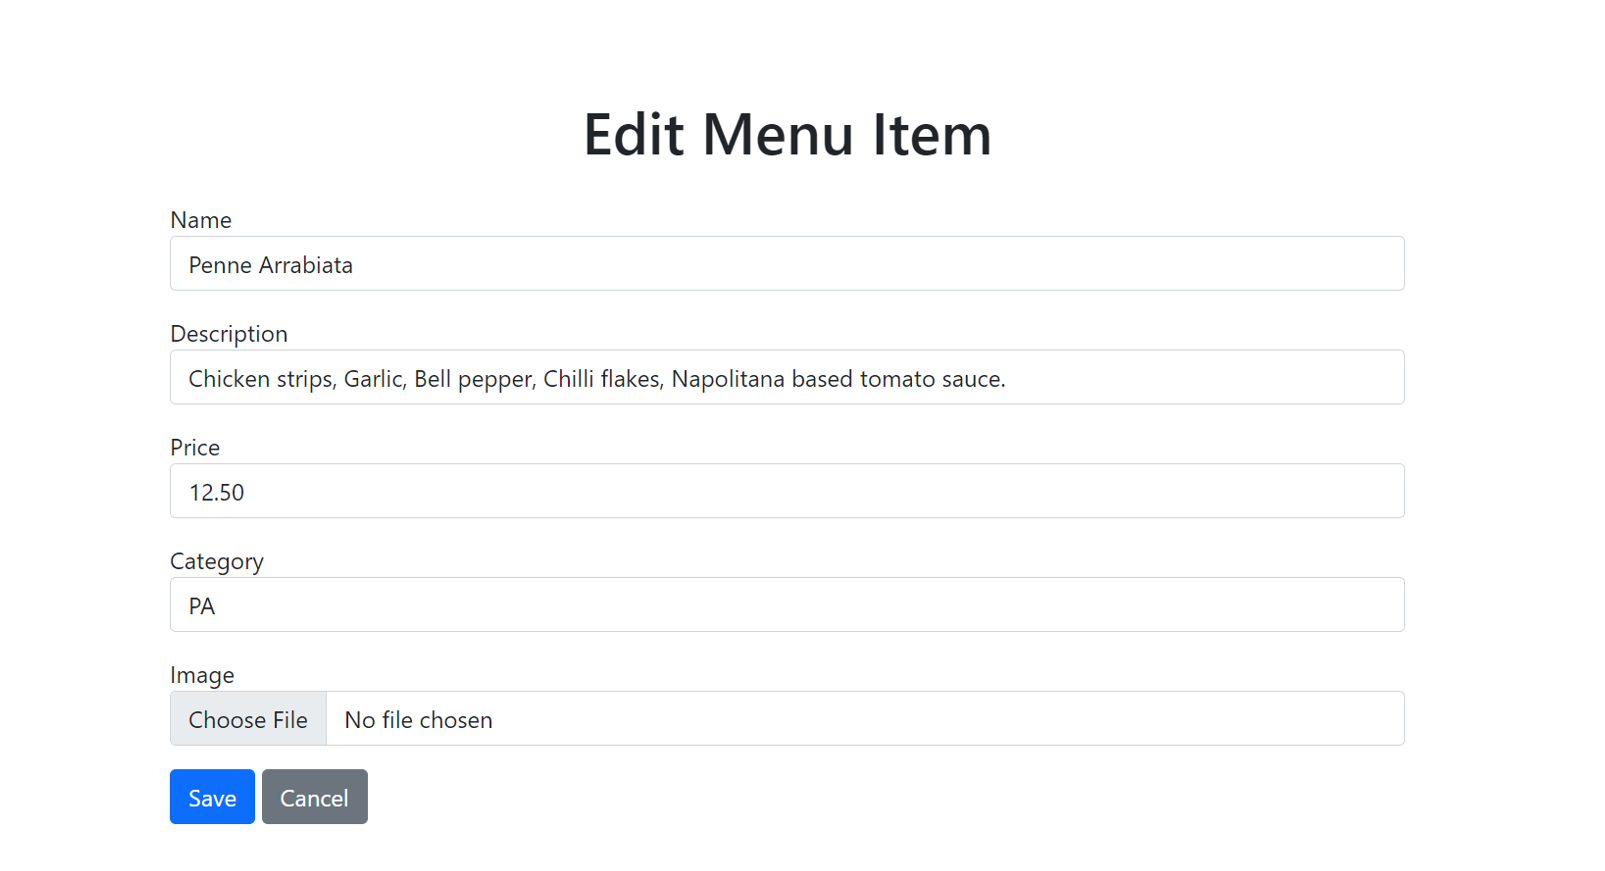 Edit Menu Item
Name
Penne Arrabiata
Description
Chicken strips, Garlic, Bell pepper, Chilli flakes, Napolitana based tomato sauce.
Price
12.50
Category
PA
Image
Choose File No file chosen
Save Cancel